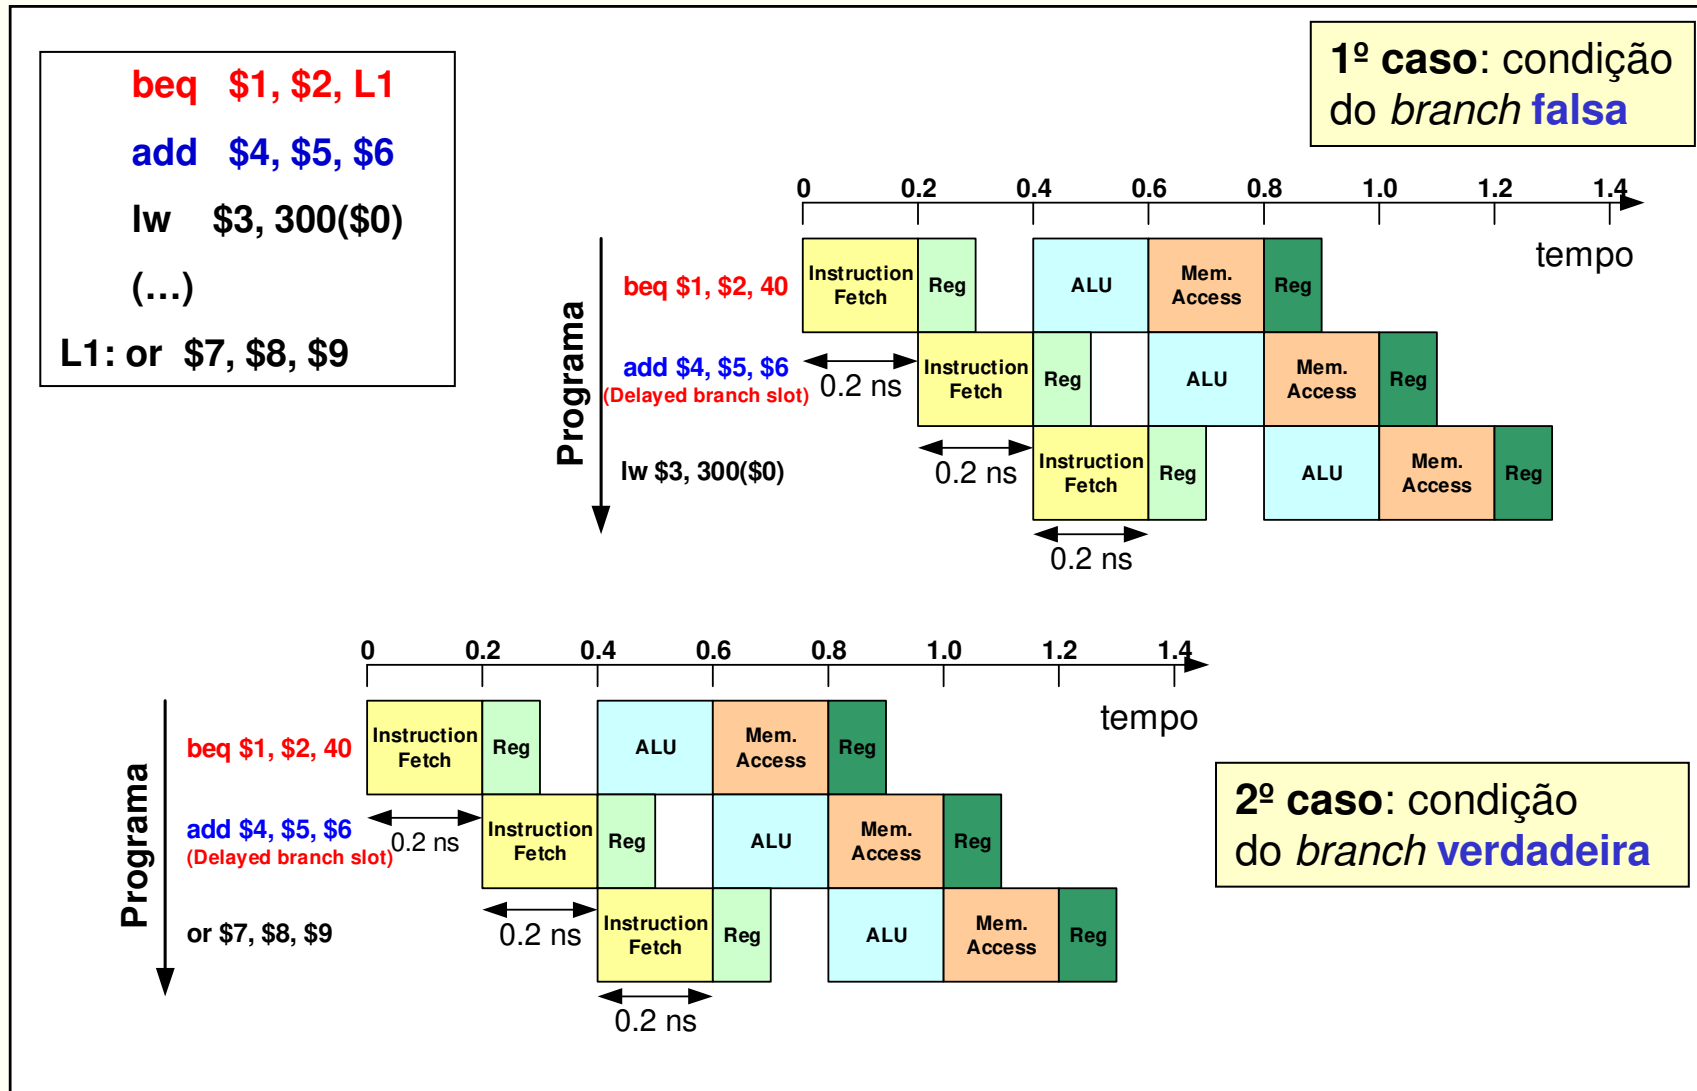 beq $1, $2, L1
add $4, $5, $6
lw $3, 300($0)
(...)
L1: or $7, $8, $9
1º caso: condição
do branch falsa
0 0.2 0.4 0.6 0.8 1.0 1.2 1.4
tempo
Programa
beq $1, $2, 40
Instruction
Fetch
Reg
ALU
Mem.
Access
Reg
0.2 ns
add $4, $5, $6
(Delayed branch slot)
Instruction
Fetch
Reg
ALU
Mem.
Access
Reg
0.2 ns
lw $3, 300($0)
Instruction
Fetch
Reg
ALU
Mem.
Access
Reg
0.2 ns
0 0.2 0.4 0.6 0.8 1.0 1.2 1.4
tempo
Programa
beq $1, $2, 40
Instruction
Fetch
Reg
ALU
Mem.
Access
Reg
0.2 ns
add $4, $5, $6
(Delayed branch slot)
Instruction
Fetch
Reg
ALU
Mem.
Access
Reg
0.2 ns
or $7, $8, $9
Instruction
Fetch
Reg
ALU
Mem.
Access
Reg
0.2 ns
2º caso: condição
do branch verdadeira